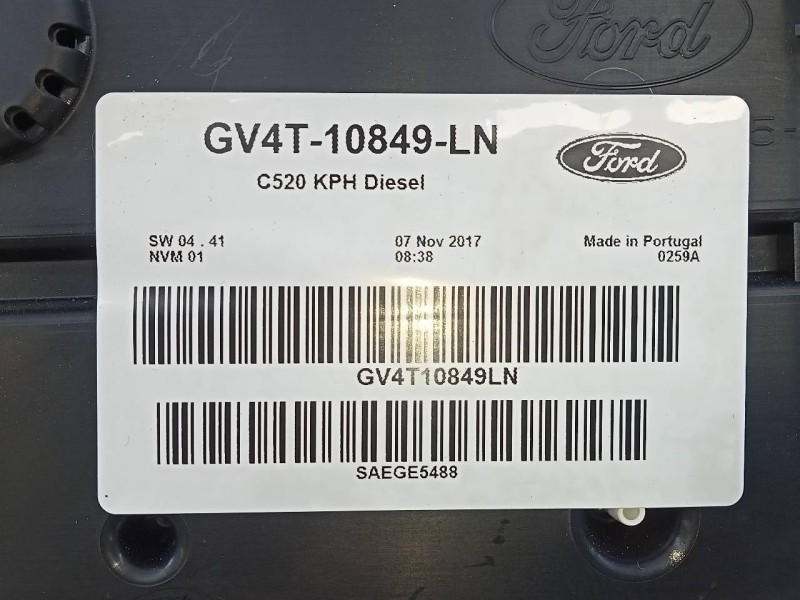 Ford
GV4T-10849-LN
Ford
C520 KPH Diesel
SW 04 . 41
07 Nov 2017
Made in Portugal
NVM 01
08:38
0259A
GV4T10849LN
SAEGE5488